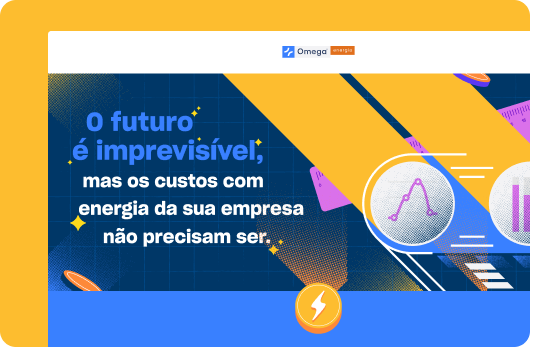 Omega energia
O futuro
é imprevisível,
mas os custos com
energia da sua empresa
não precisam ser.